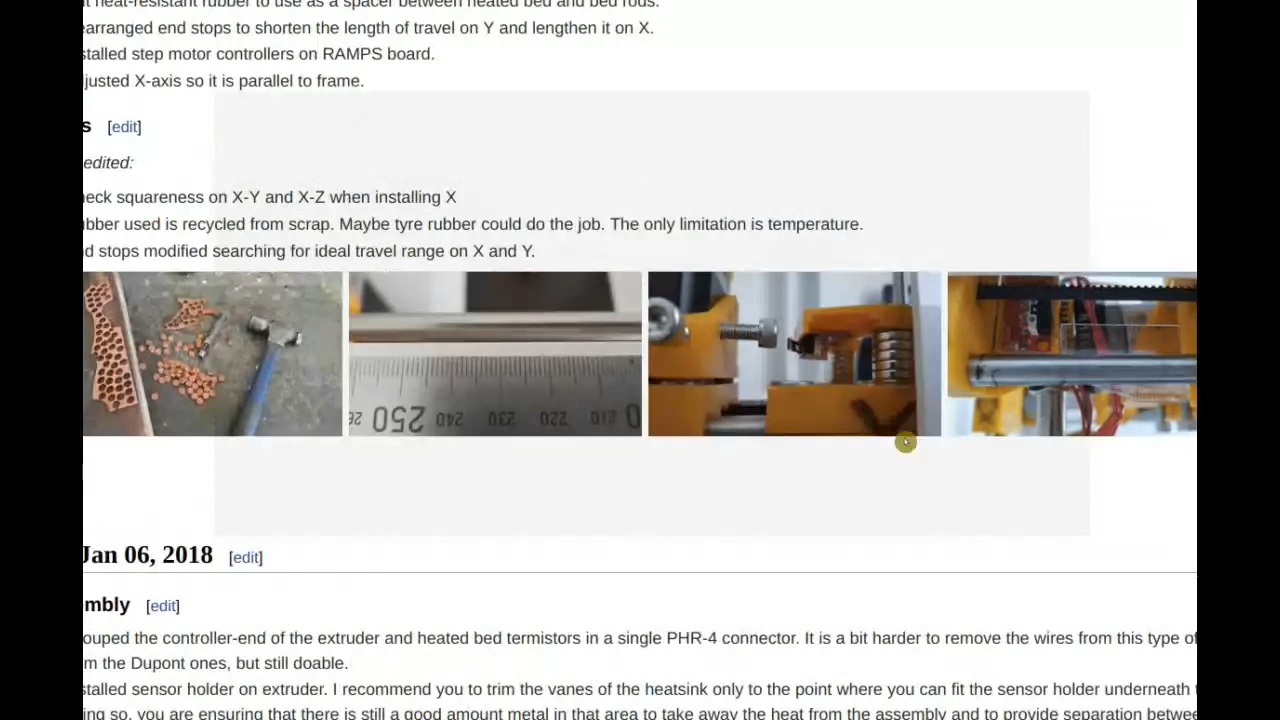 heat-resistant rubber to use as a spacer between heated bed and bed rods.
earranged end stops to shorten the length of travel on Y and lengthen it on X.
stalled step motor controllers on RAMPS board.
justed X-axis so it is parallel to frame.
s [edit]
edited:
eck squareness on X-Y and X-Z when installing X
ubber used is recycled from scrap. Maybe tyre rubber could do the job. The only limitation is temperature.
d stops modified searching for ideal travel range on X and Y.
26 250 240 230 220 210 0
Jan 06, 2018 [edit]
mbly [edit]
ouped the controller-end of the extruder and heated bed termistors in a single PHR-4 connector. It is a bit harder to remove the wires from this type of
m the Dupont ones, but still doable.
stalled sensor holder on extruder. I recommend you to trim the vanes of the heatsink only to the point where you can fit the sensor holder underneath
ing so, you are ensuring that there is still a good amount metal in that area to take away the heat from the assembly and to provide separation betwee